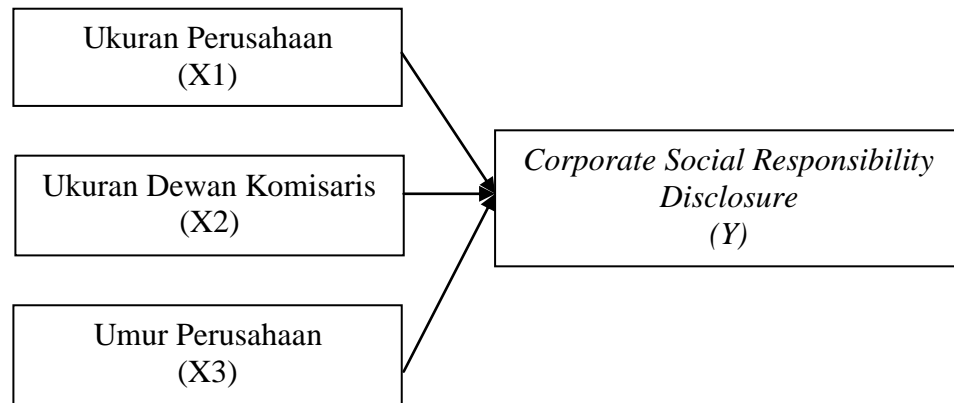 Ukuran Perusahaan
(X1)
Ukuran Dewan Komisaris
(X2)
Umur Perusahaan
(X3)
Corporate Social Responsibility
Disclosure
(Y)